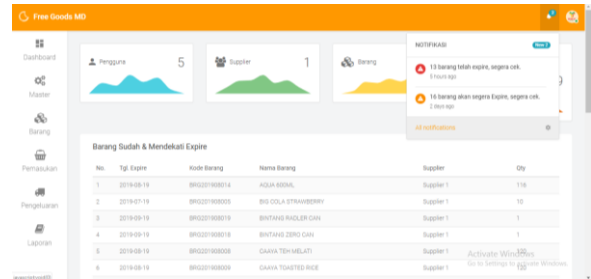 Free Goods MD
Dashboard
Master
Barang
Pemasukan
Pengeluaran
Laporan
Pengguna 5
Supplier 1
Barang
NOTIFIKASI
13 barang telah expire, segera cek.
5 hours ago
16 barang akan segera Expire, segera cek.
2 days ago
All notifications
Barang Sudah & Mendekati Expire
No. Tgl. Expire Kode Barang Nama Barang Supplier Qty
1 2019-08-19 BRG201908014 AQUA 600ML Supplier 1 116
2 2019-07-19 BIG COLA STRAWBERRY Supplier 1 10
3 2019-09-19 BRG201908019 BINTANG RADLER CAN Supplier 1 1
4 2019-08-19 BRG201908018 BINTANG ZERO CAN Supplier 1 1
5 2019-08-19 BRG201908008 CAAYA TEH MELATI Supplier 1
6 2019-08-19 BRG201908009 CAAYA TOASTED RICE Supplier 1 120
Activate Windows
Go to Settings to activate Windows.